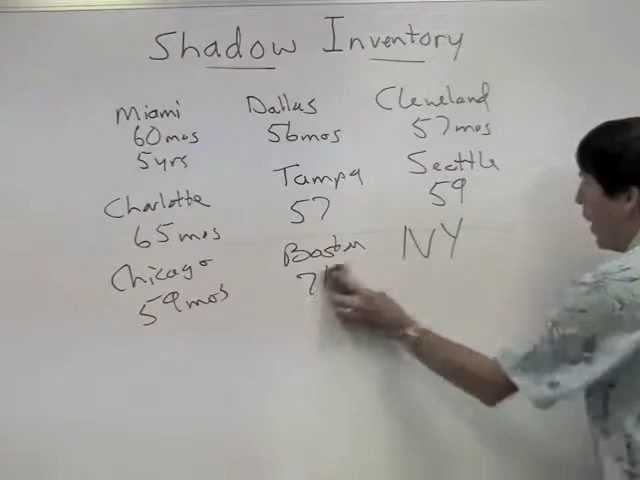 Shadow Inventory
Miami
60mos
5yrs
Charlotte
65mos
Chicago
59mos
Dallas
56mos
Tampa
57
Boston
Cleveland
57mos
Seattle
59
NY